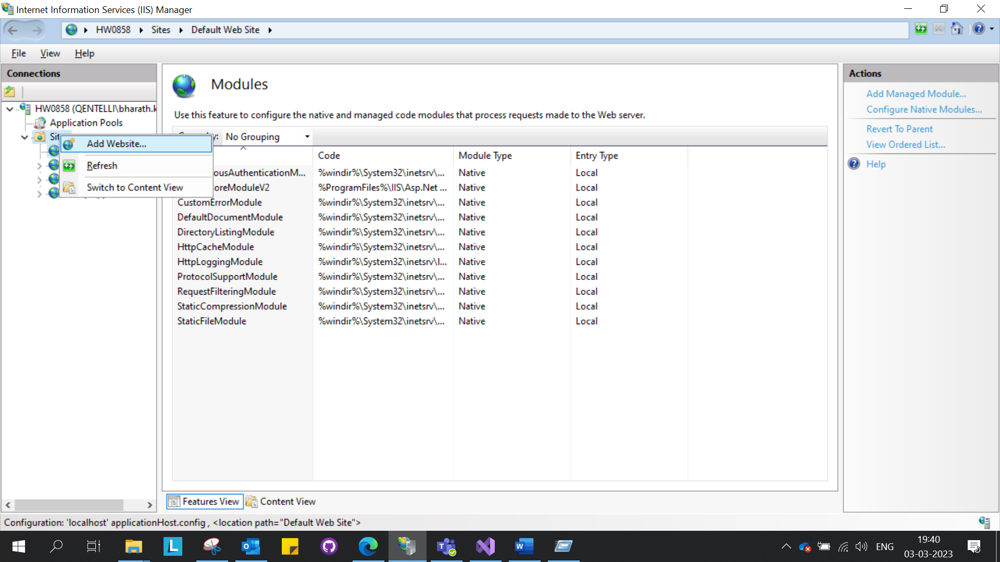 Internet Information Services (IIS) Manager
HW0858 Sites Default Web Site
File View Help
Connections
HW0858 (QENTELLI\bharath.k
Application Pools
Add Website...
Refresh
Switch to Content View
Modules
Use this feature to configure the native and managed code modules that process requests made to the Web server.
No Grouping
Code Module Type Entry Type
ousAuthenticationM... %windir%\System32\inetsrv\... Native Local
oreModuleV2 %ProgramFiles%\IIS\Asp.Net ... Native Local
CustomErrorModule %windir%\System32\inetsrv\... Native Local
DefaultDocumentModule %windir%\System32\inetsrv\... Native Local
DirectoryListingModule %windir%\System32\inetsrv\... Native Local
HttpCacheModule %windir%\System32\inetsrv\... Native Local
HttpLoggingModule %windir%\System32\inetsrv\l... Native Local
ProtocolSupportModule %windir%\System32\inetsrv\... Native Local
RequestFilteringModule %windir%\System32\inetsrv\... Native Local
StaticCompressionModule %windir%\System32\inetsrv\... Native Local
StaticFileModule %windir%\System32\inetsrv\... Native Local
Features View Content View
Actions
Add Managed Module...
Configure Native Modules...
Revert To Parent
View Ordered List...
Help
Configuration: 'localhost' applicationHost.config , <location path="Default Web Site">
ENG
19:40
03-03-2023